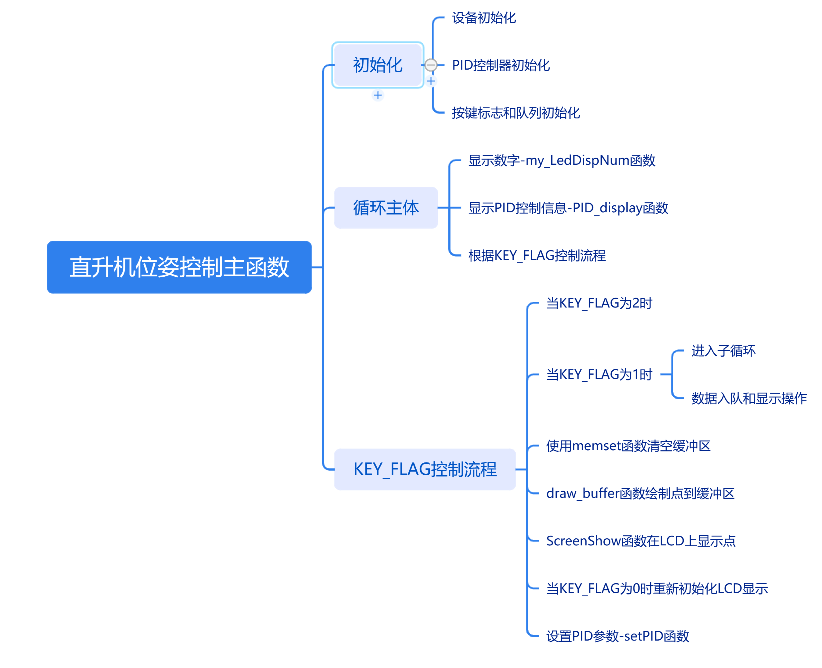 直升机位姿控制主函数
初始化
设备初始化
PID控制器初始化
按键标志和队列初始化
循环主体
显示数字-my_LedDispNum函数
显示PID控制信息-PID_display函数
根据KEY_FLAG控制流程
KEY_FLAG控制流程
当KEY_FLAG为2时
当KEY_FLAG为1时
进入子循环
数据入队和显示操作
使用memset函数清空缓冲区
draw_buffer函数绘制点到缓冲区
ScreenShow函数在LCD上显示点
当KEY_FLAG为0时重新初始化LCD显示
设置PID参数-setPID函数